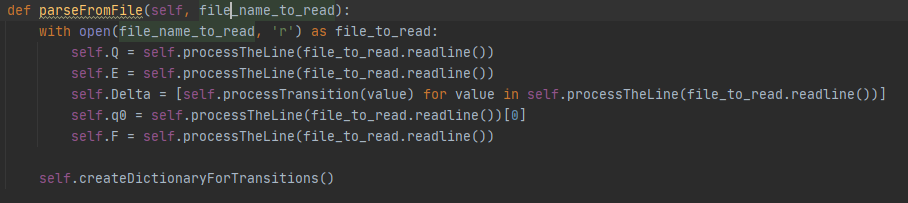 def parseFromFile(self, file_name_to_read):
    with open(file_name_to_read, 'r') as file_to_read:
        self.Q = self.processTheLine(file_to_read.readline())
        self.E = self.processTheLine(file_to_read.readline())
        self.Delta = [self.processTransition(value) for value in self.processTheLine(file_to_read.readline())]
        self.q0 = self.processTheLine(file_to_read.readline())[0]
        self.F = self.processTheLine(file_to_read.readline())
    self.createDictionaryForTransitions()